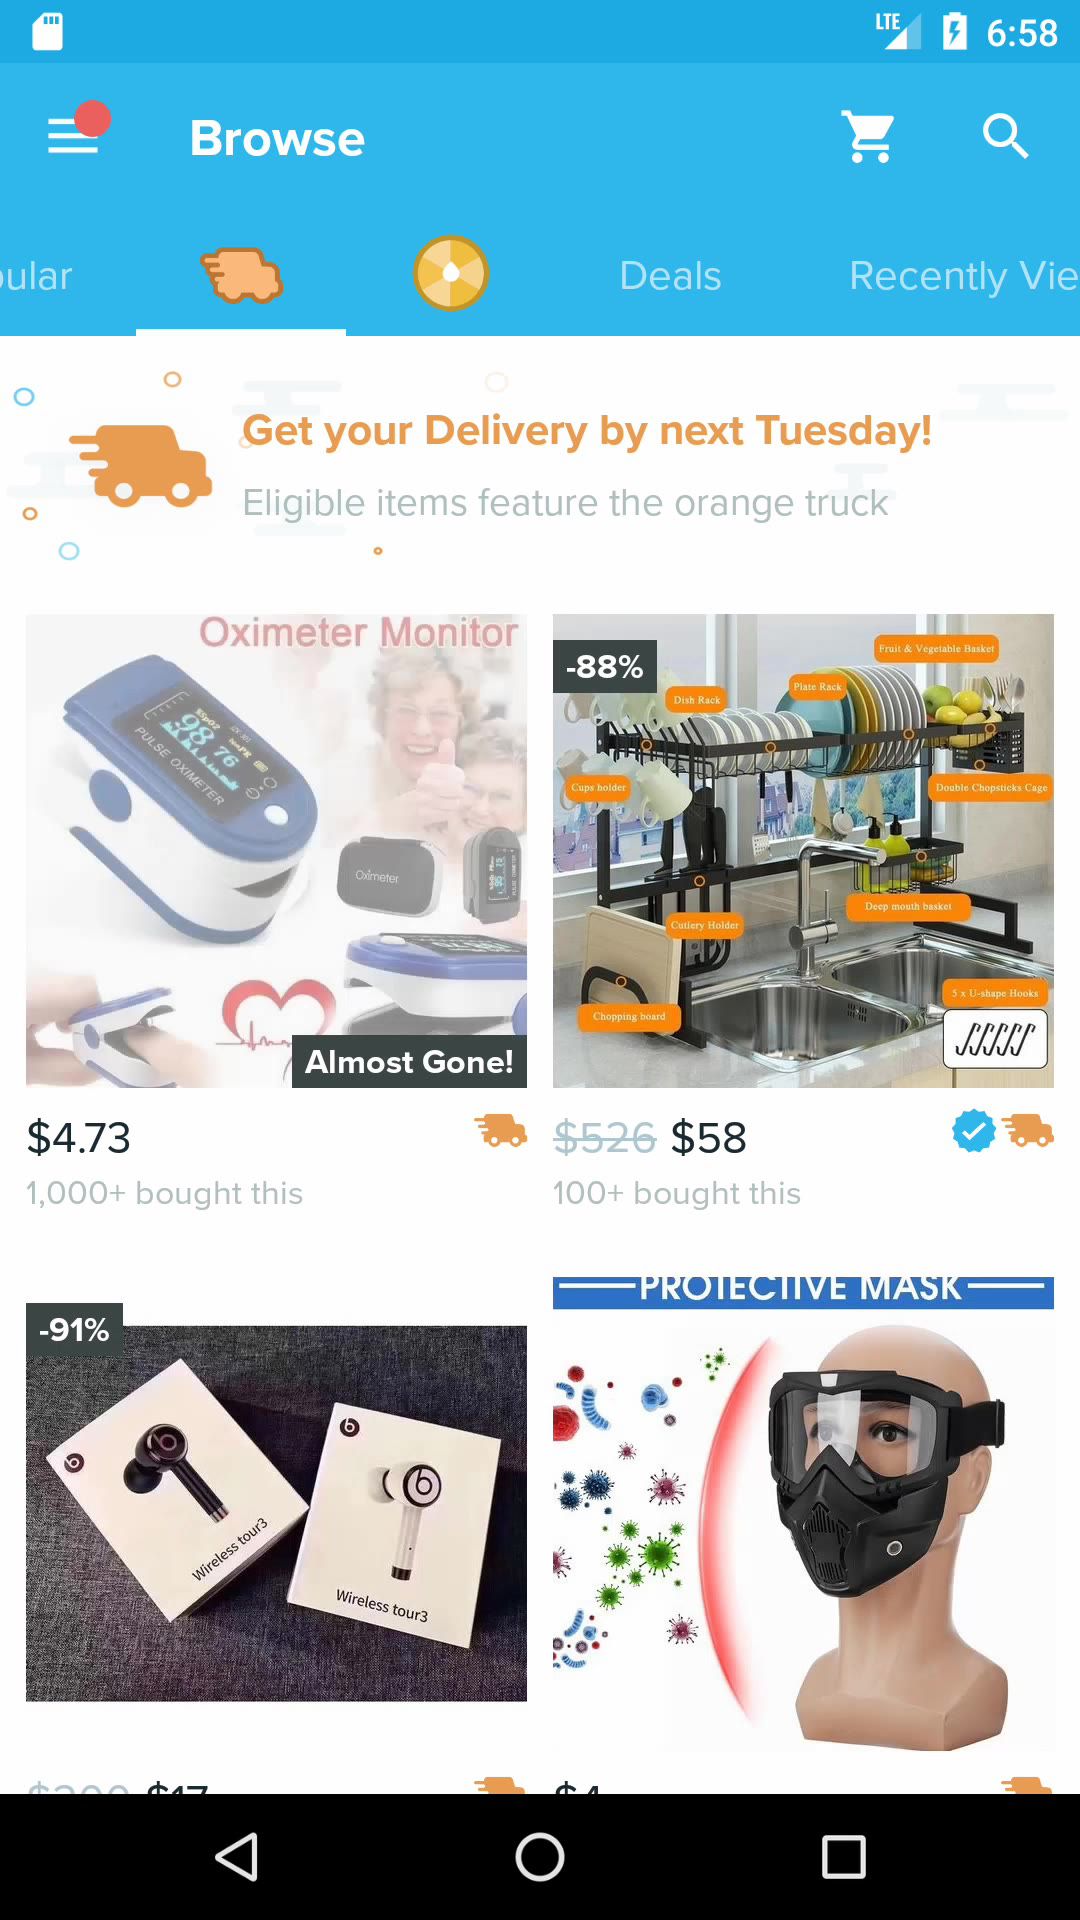 LTE 6:58
Browse
ular Deals Recently Vie
Get your Delivery by next Tuesday!
Eligible items feature the orange truck
Oximeter Monitor
%SpO2
98 76
PULSE OXIMETER
Oximeter
Almost Gone!
-88%
Fruit & Vegetable Basket
Plate Rack
Dish Rack
Cups holder
Double Chopsticks Cage
Deep mouth basket
Cutlery Holder
5 x U-shape Hooks
Chopping board
$4.73
1,000+ bought this
$526 $58
100+ bought this
-91%
Wireless tour3
Wireless tour3
PROTECTIVE MASK
$17
$4